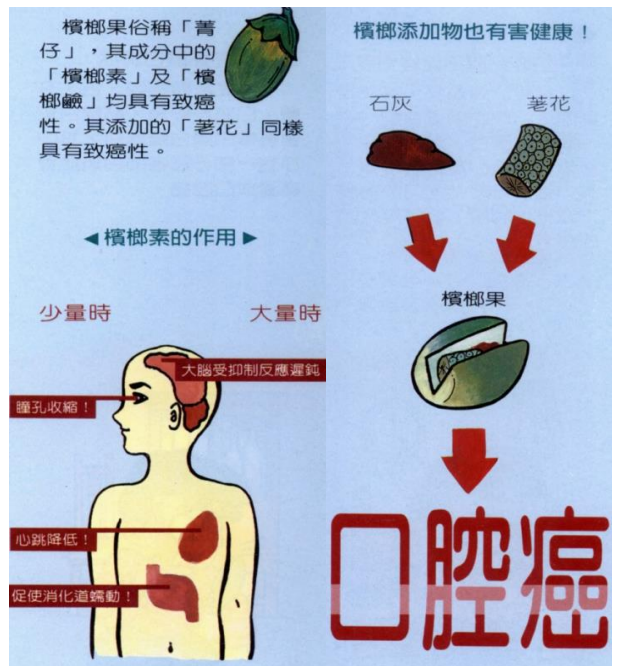 檳榔果俗稱「菁
仔」，其成分中的
「檳榔素」及「檳
榔鹼」均具有致癌
性。其添加的「荖花」同樣
具有致癌性。
◀檳榔素的作用▶
少量時
大量時
大腦受抑制反應遲鈍
瞳孔收縮！
心跳降低！
促使消化道蠕動！
檳榔添加物也有害健康！
石灰
荖花
檳榔果
口腔癌